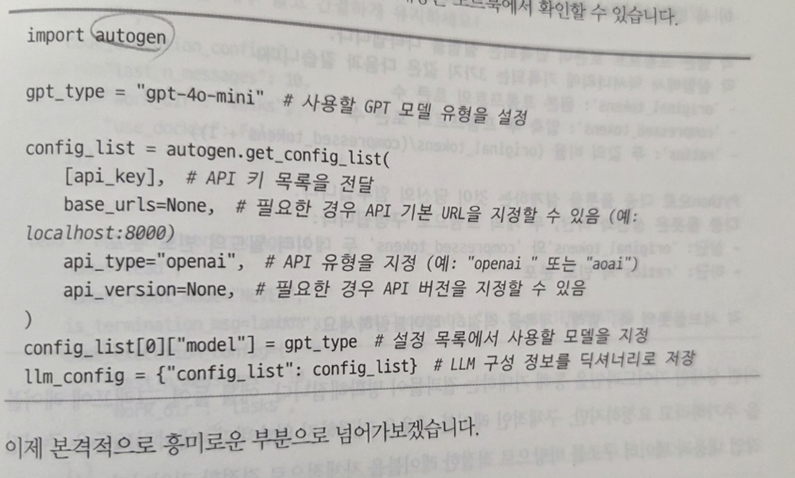 에서 확인할 수 있습니다.
import autogen
gpt_type = "gpt-4o-mini"  # 사용할 GPT 모델 유형을 설정
config_list = autogen.get_config_list(
    [api_key],  # API 키 목록을 전달
    base_urls=None,  # 필요한 경우 API 기본 URL을 지정할 수 있음 (예:
localhost:8000)
    api_type="openai",  # API 유형을 지정 (예: "openai " 또는 "aoai")
    api_version=None,  # 필요한 경우 API 버전을 지정할 수 있음
)
config_list[0]["model"] = gpt_type  # 설정 목록에서 사용할 모델을 지정
llm_config = {"config_list": config_list}  # LLM 구성 정보를 딕셔너리로 저장
이제 본격적으로 흥미로운 부분으로 넘어가보겠습니다.